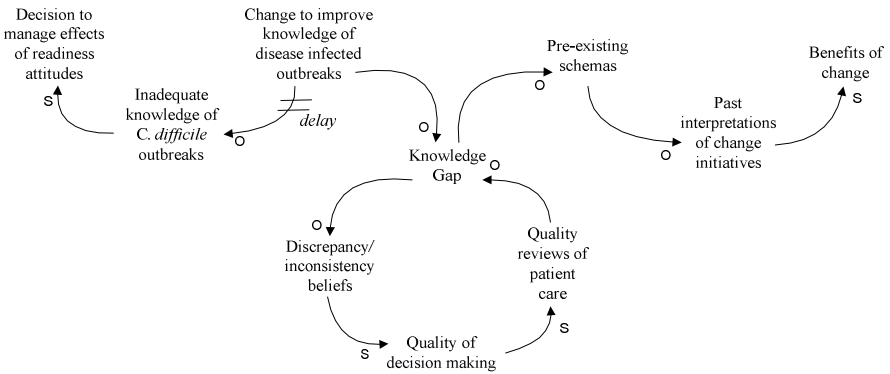 Decision to
manage effects
of readiness
attitudes
S
Inadequate
knowledge of
C. difficile
outbreaks
O
Change to improve
knowledge of
disease infected
outbreaks
delay
O
Knowledge
Gap
O
O
Pre-existing
schemas
O
Past
interpretations
of change
initiatives
Benefits of
change
S
O
Discrepancy/
inconsistency
beliefs
S
Quality of
decision making
S
Quality
reviews of
patient
care